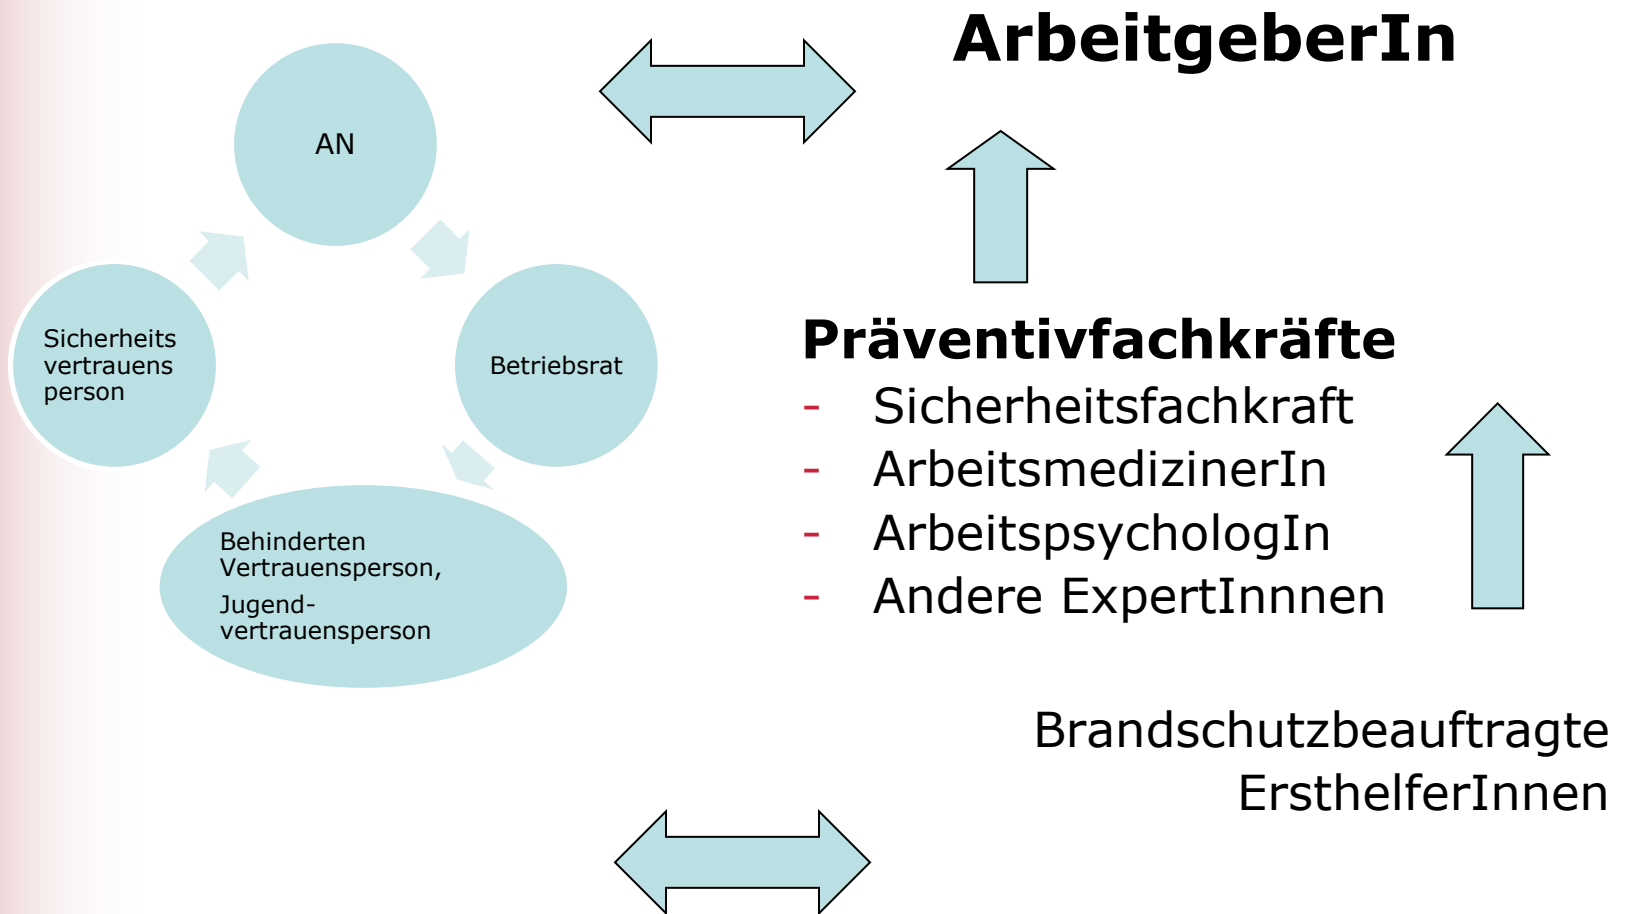 ArbeitgeberIn
AN
Sicherheits
vertrauens
person
Betriebsrat
Behinderten
Vertrauensperson,
Jugend-
vertrauensperson
Präventivfachkräfte
- Sicherheitsfachkraft
- ArbeitsmedizinerIn
- ArbeitspsychologIn
- Andere ExpertInnnen
Brandschutzbeauftragte
ErsthelferInnen